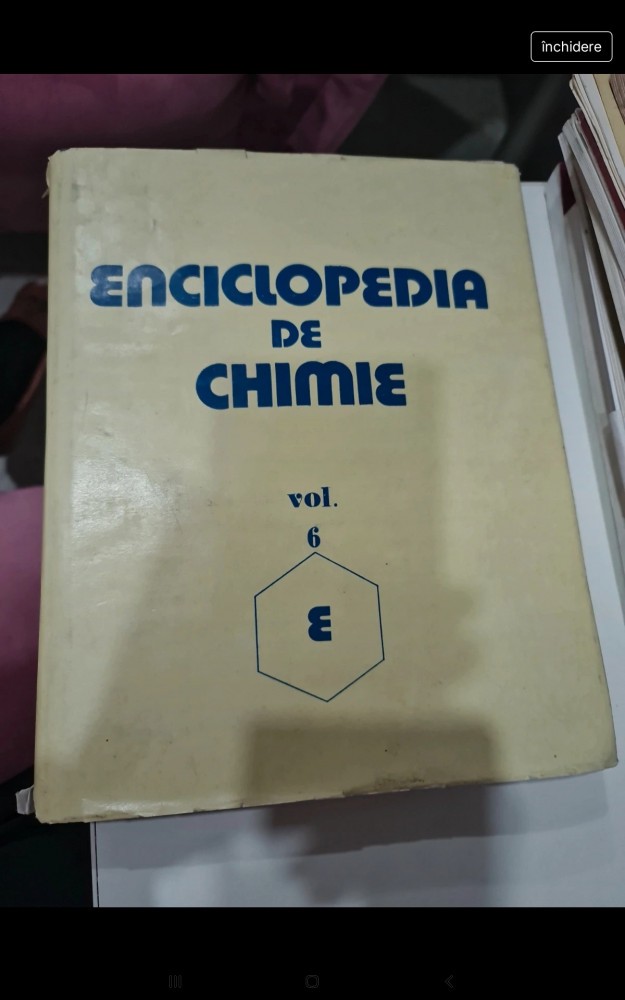 închidere
ENCICLOPEDIA
DE
CHIMIE
vol.
6
E